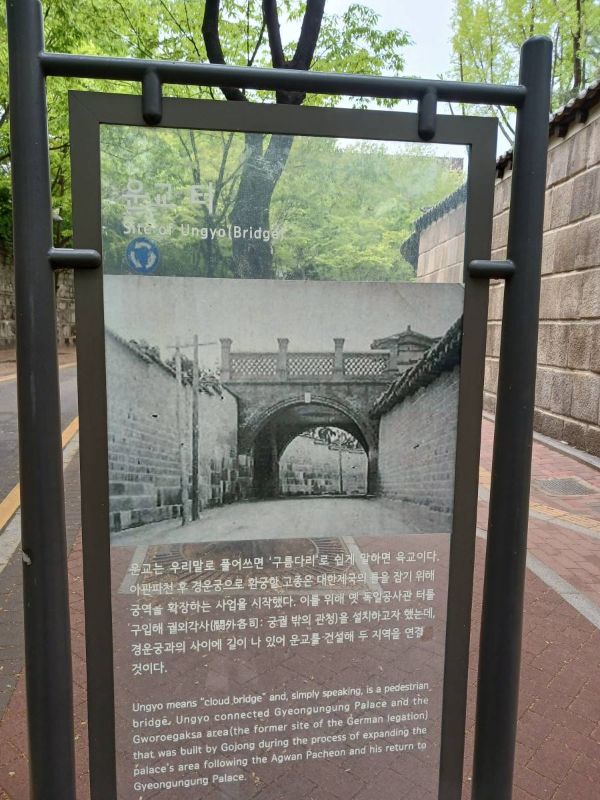 운교 터
Site of Ungyo(Bridge)
운교는 우리말로 풀어쓰면 '구름다리'로 쉽게 말하면 육교이다.
아관파천 후 경운궁으로 환궁한 고종은 대한제국의 틀을 잡기 위해
궁역을 확장하는 사업을 시작했다. 이를 위해 옛 독일공사관 터를
구입해 궐외각사(闕外各司: 궁궐 밖의 관청)을 설치하고자 했는데,
경운궁과의 사이에 길이 나 있어 운교를 건설해 두 지역을 연결
것이다.
Ungyo means "cloud bridge" and, simply speaking, is a pedestrian
bridge. Ungyo connected Gyeongungung Palace and the
Gworoegaksa area(the former site of the German legation)
that was built by Gojong during the process of expanding the
palace's area following the Agwan Pacheon and his return to
Gyeongungung Palace.